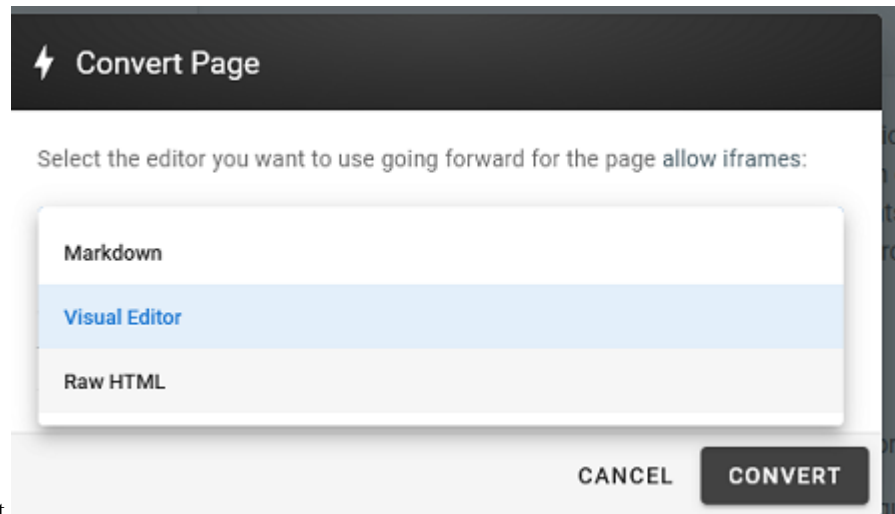 Convert Page
Select the editor you want to use going forward for the page allow iframes:
Markdown
Visual Editor
Raw HTML
CANCEL CONVERT